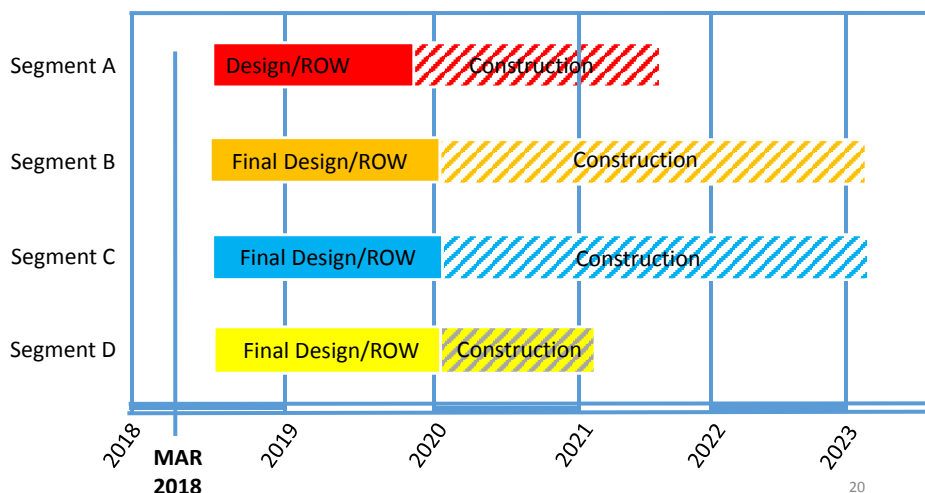 Segment A
Design/ROW
Construction
Segment B
Final Design/ROW
Construction
Segment C
Final Design/ROW
Construction
Segment D
Final Design/ROW
Construction
2018
2019
2020
2021
2022
2023
MAR
2018
20